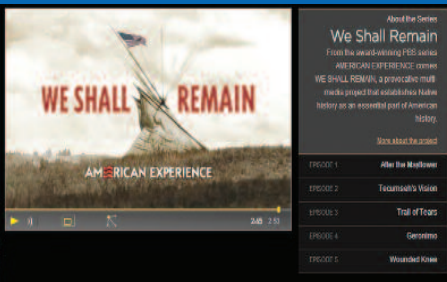 WE SHALL REMAIN
AMERICAN EXPERIENCE
2:45 2:53
About the Series
We Shall Remain
From the award-winning PBS series
AMERICAN EXPERIENCE comes
WE SHALL REMAIN, a provocative multi-
media project that establishes Native
history as an essential part of American
history.
More about the project
EPISODE 1 After the Mayflower
EPISODE 2 Tecumseh's Vision
EPISODE 3 Trail of Tears
EPISODE 4 Geronimo
EPISODE 5 Wounded Knee